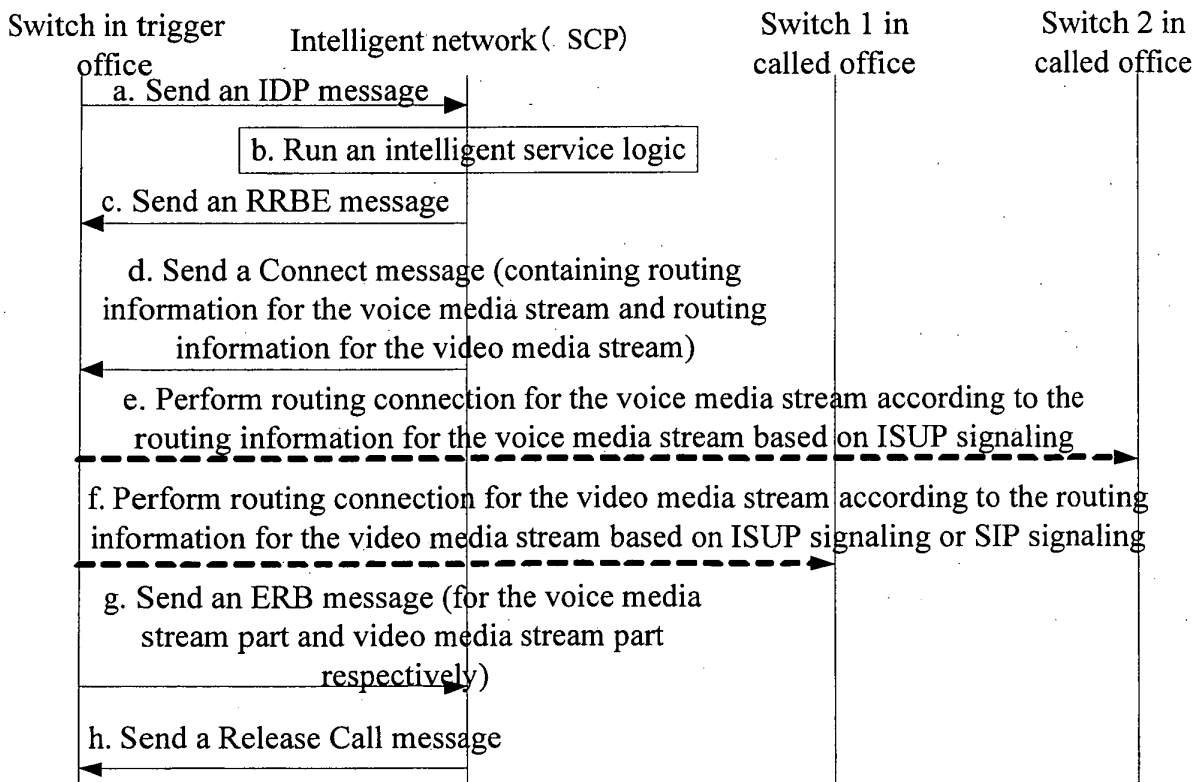 Switch in trigger
office
Intelligent network ( SCP)
Switch 1 in
called office
Switch 2 in
called office
a. Send an IDP message
b. Run an intelligent service logic
c. Send an RRBE message
d. Send a Connect message (containing routing
information for the voice media stream and routing
information for the video media stream)
e. Perform routing connection for the voice media stream according to the
routing information for the voice media stream based on ISUP signaling
f. Perform routing connection for the video media stream according to the routing
information for the video media stream based on ISUP signaling or SIP signaling
g. Send an ERB message (for the voice media
stream part and video media stream part
respectively)
h. Send a Release Call message